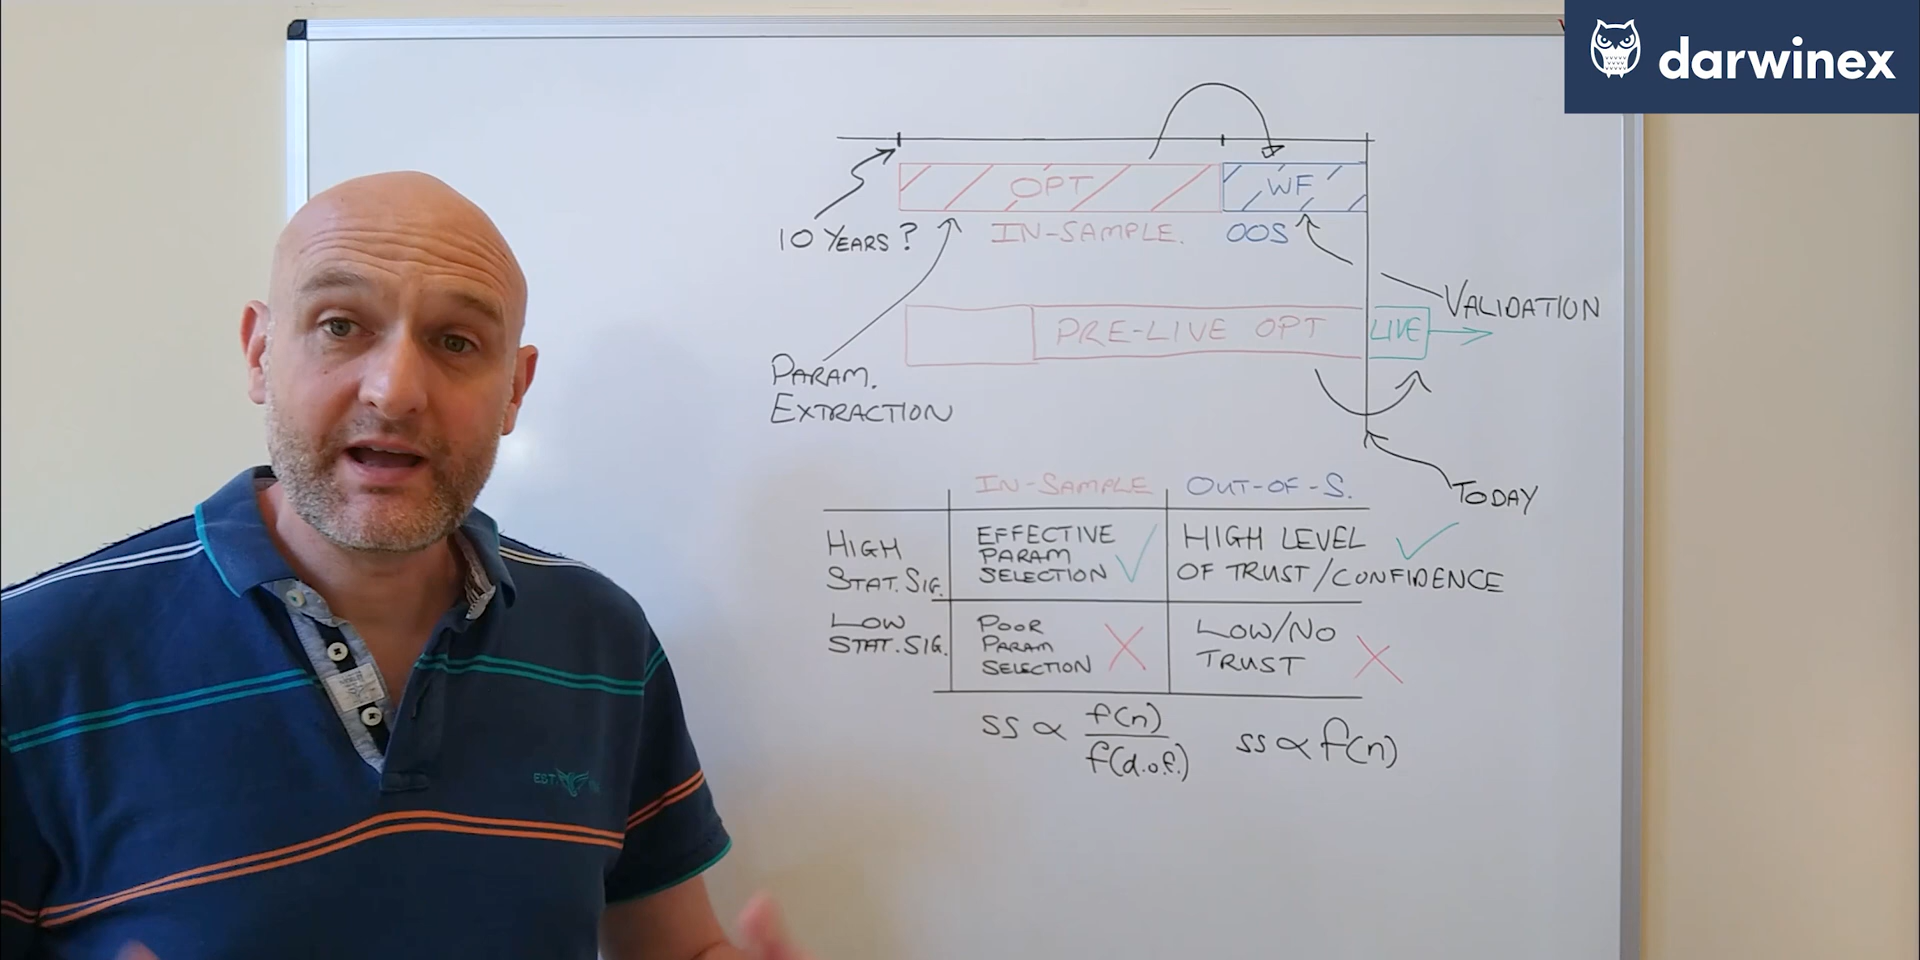 darwinex
OPT
WF
10 YEARS?
IN-SAMPLE.
OOS
VALIDATION
PRE-LIVE OPT
LIVE
PARAM.
EXTRACTION
TODAY
IN-SAMPLE
OUT-OF-S.
HIGH
STAT.SIG.
EFFECTIVE
PARAM
SELECTION
HIGH LEVEL
OF TRUST/CONFIDENCE
LOW
STAT.SIG.
POOR
PARAM
SELECTION
LOW/NO
TRUST
SS ∝ f(n)
f(d.o.f.)
SS ∝ f(n)
EST.